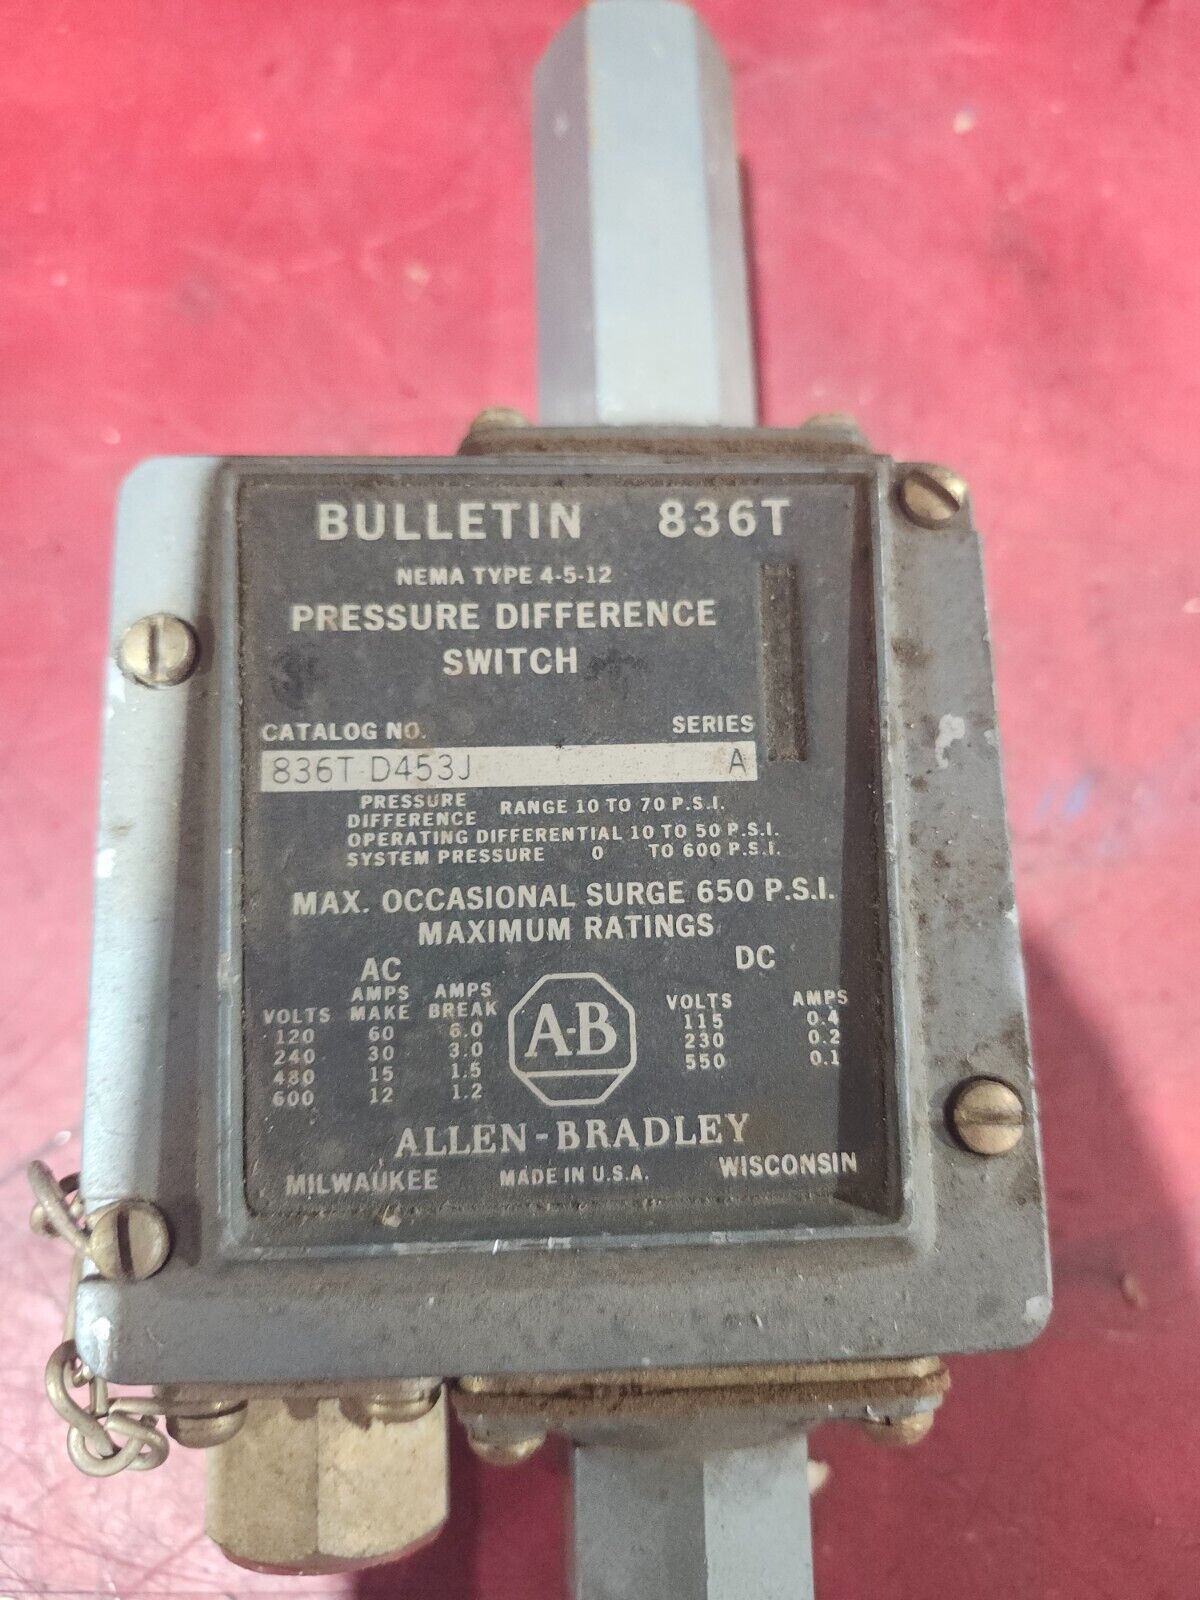 BULLETIN 836T
NEMA TYPE 4-5-12
PRESSURE DIFFERENCE
SWITCH
CATALOG NO. SERIES
836T D453J A
PRESSURE
DIFFERENCE RANGE 10 TO 70 P.S.I.
OPERATING DIFFERENTIAL 10 TO 50 P.S.I.
SYSTEM PRESSURE 0 TO 600 P.S.I.
MAX. OCCASIONAL SURGE 650 P.S.I.
MAXIMUM RATINGS
AC DC
AMPS AMPS
VOLTS MAKE BREAK VOLTS AMPS
120 60 6.0 115 0.4
240 30 3.0 230 0.2
480 15 1.5 550 0.1
600 12 1.2
A-B
ALLEN-BRADLEY
MILWAUKEE MADE IN U.S.A. WISCONSIN